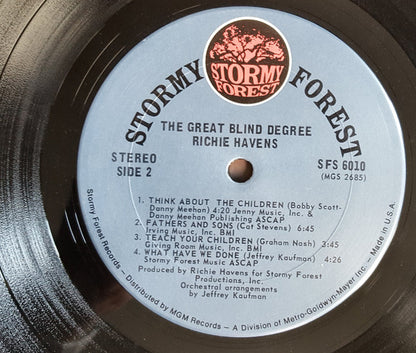 STORMY FOREST
STORMY
FOREST
THE GREAT BLIND DEGREE
RICHIE HAVENS
STEREO
SIDE 2
SFS 6010
(MGS 2685)
1. THINK ABOUT THE CHILDREN (Bobby Scott-
Danny Meehan) 4:20 Jenny Music, Inc. &
Danny Meehan Publishing ASCAP
2. FATHERS AND SONS (Cat Stevens) 6:45
Irving Music, Inc. BMI
3. TEACH YOUR CHILDREN (Graham Nash) 3:45
Giving Room Music, Inc. BMI
4. WHAT HAVE WE DONE (Jeffrey Kaufman) 4:26
Stormy Forest Music ASCAP
Produced by Richie Havens for Stormy Forest
Productions, Inc.
Orchestral arrangements
by Jeffrey Kaufman
Stormy Forest Records – Distributed by MGM Records – A Division of Metro-Goldwyn-Mayer Inc. – Made in U.S.A.